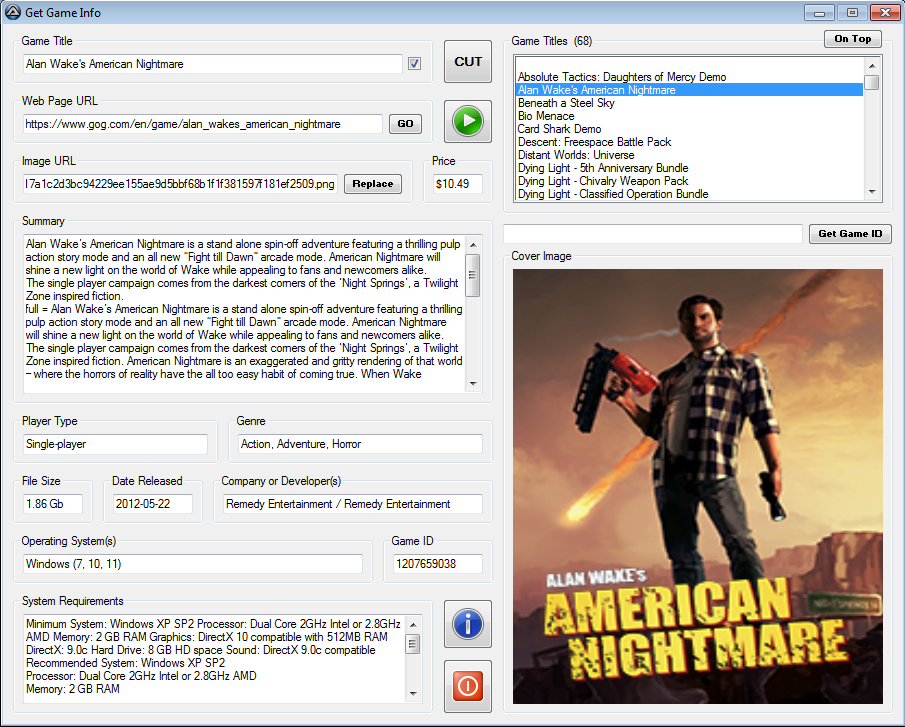 Get Game Info
Game Title
Alan Wake's American Nightmare
CUT
Web Page URL
https://www.gog.com/en/game/alan_wakes_american_nightmare
GO
Image URL
l7a1c2d3bc94229ee155ae9d5bbf68b1f1f381597f181ef2509.png
Replace
Price
$10.49
Summary
Alan Wake's American Nightmare is a stand alone spin-off adventure featuring a thrilling pulp
action story mode and an all new "Fight till Dawn" arcade mode. American Nightmare will
shine a new light on the world of Wake while appealing to fans and newcomers alike.
The single player campaign comes from the darkest corners of the 'Night Springs', a Twilight
Zone inspired fiction.
full = Alan Wake's American Nightmare is a stand alone spin-off adventure featuring a thrilling
pulp action story mode and an all new "Fight till Dawn" arcade mode. American Nightmare
will shine a new light on the world of Wake while appealing to fans and newcomers alike.
The single player campaign comes from the darkest corners of the 'Night Springs', a Twilight
Zone inspired fiction. American Nightmare is an exaggerated and gritty rendering of that world
– where the horrors of reality have the all too easy habit of coming true. When Wake
Player Type
Single-player
Genre
Action, Adventure, Horror
File Size
1.86 Gb
Date Released
2012-05-22
Company or Developer(s)
Remedy Entertainment / Remedy Entertainment
Operating System(s)
Windows (7, 10, 11)
Game ID
1207659038
System Requirements
Minimum System: Windows XP SP2 Processor: Dual Core 2GHz Intel or 2.8GHz
AMD Memory: 2 GB RAM Graphics: DirectX 10 compatible with 512MB RAM
DirectX: 9.0c Hard Drive: 8 GB HD space Sound: DirectX 9.0c compatible
Recommended System: Windows XP SP2
Processor: Dual Core 2GHz Intel or 2.8GHz AMD
Memory: 2 GB RAM
Game Titles (68)
On Top
Absolute Tactics: Daughters of Mercy Demo
Alan Wake's American Nightmare
Beneath a Steel Sky
Bio Menace
Card Shark Demo
Descent: Freespace Battle Pack
Distant Worlds: Universe
Dying Light - 5th Anniversary Bundle
Dying Light - Chivalry Weapon Pack
Dying Light - Classified Operation Bundle
Get Game ID
Cover Image
ALAN WAKE'S
AMERICAN
NIGHTMARE